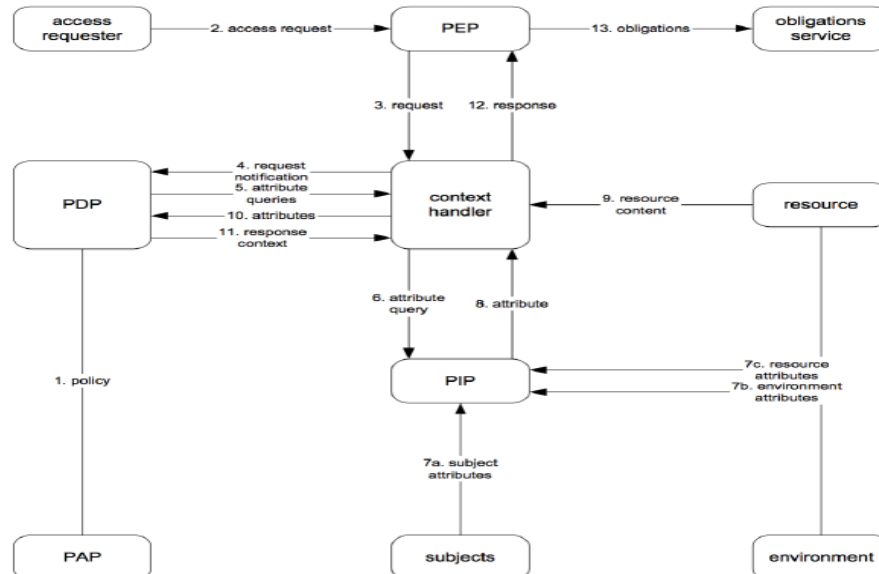 access
requester
2. access request
PEP
13. obligations
obligations
service
3. request
12. response
PDP
4. request
notification
5. attribute
queries
10. attributes
11. response
context
context
handler
9. resource
content
resource
6. attribute
query
8. attribute
1. policy
PIP
7c. resource
attributes
7b. environment
attributes
7a. subject
attributes
PAP
subjects
environment